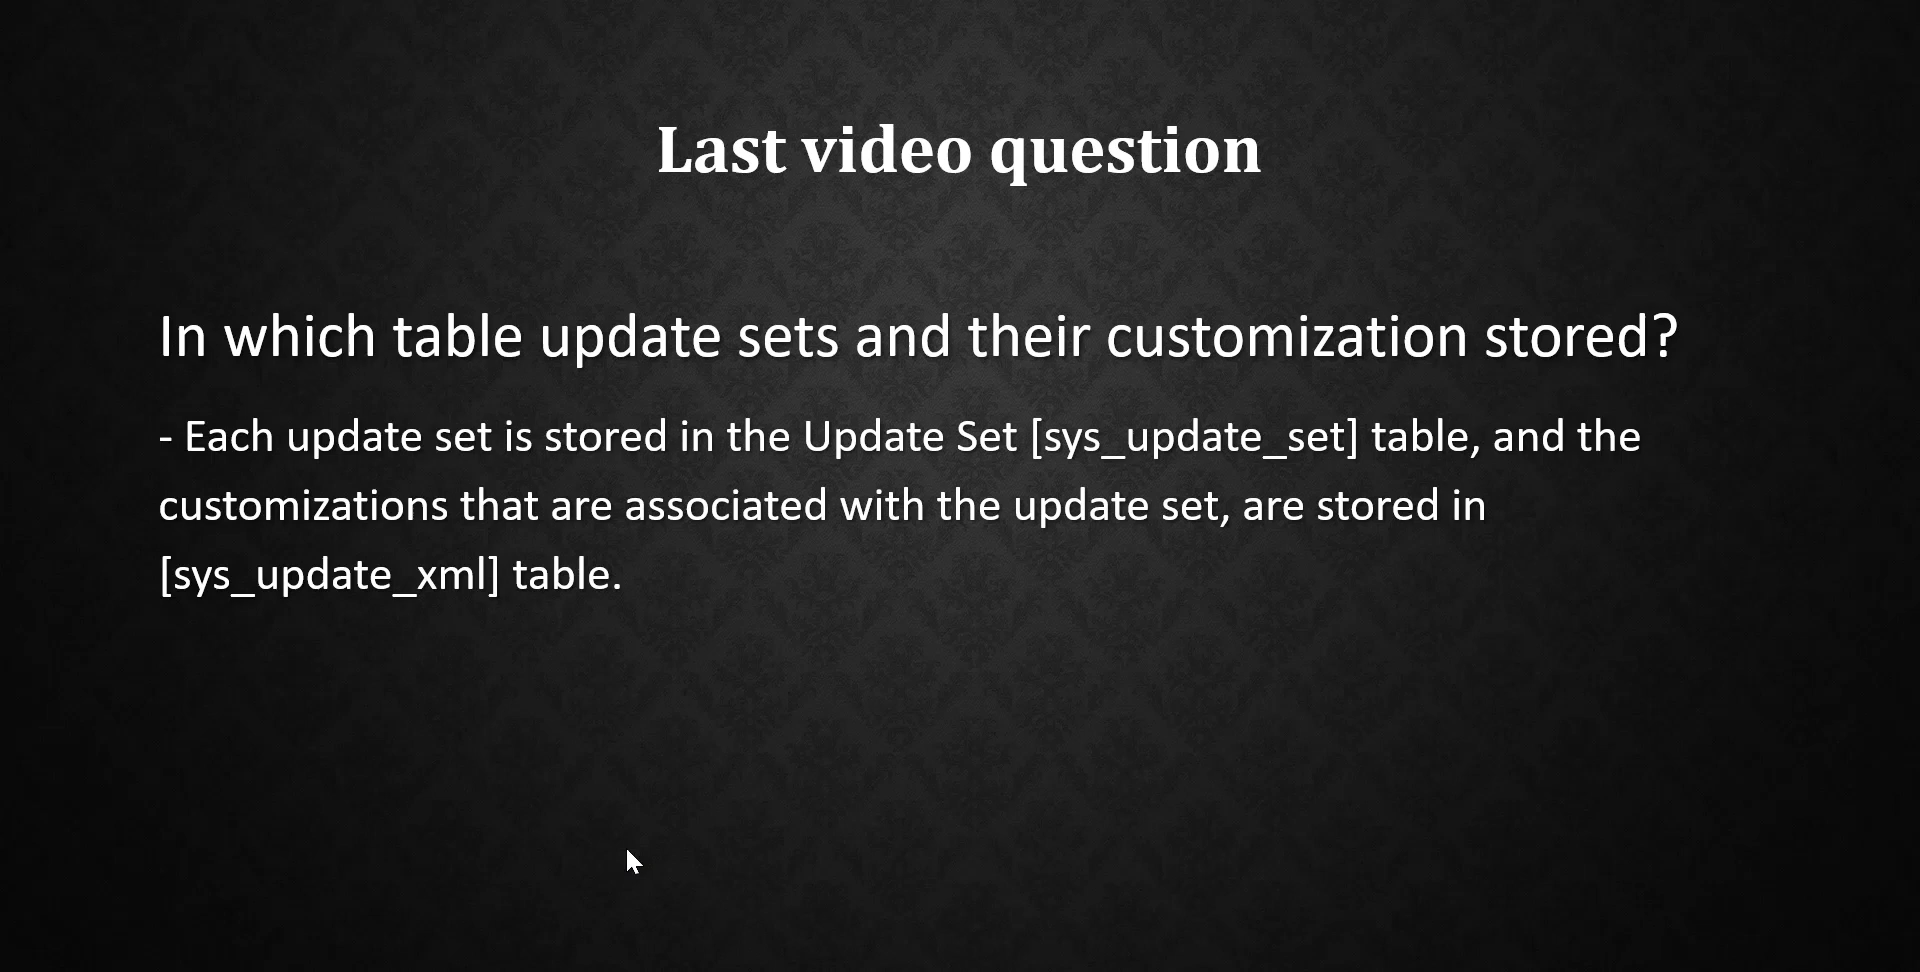 Last video question
In which table update sets and their customization stored?
- Each update set is stored in the Update Set [sys_update_set] table, and the
customizations that are associated with the update set, are stored in
[sys_update_xml] table.